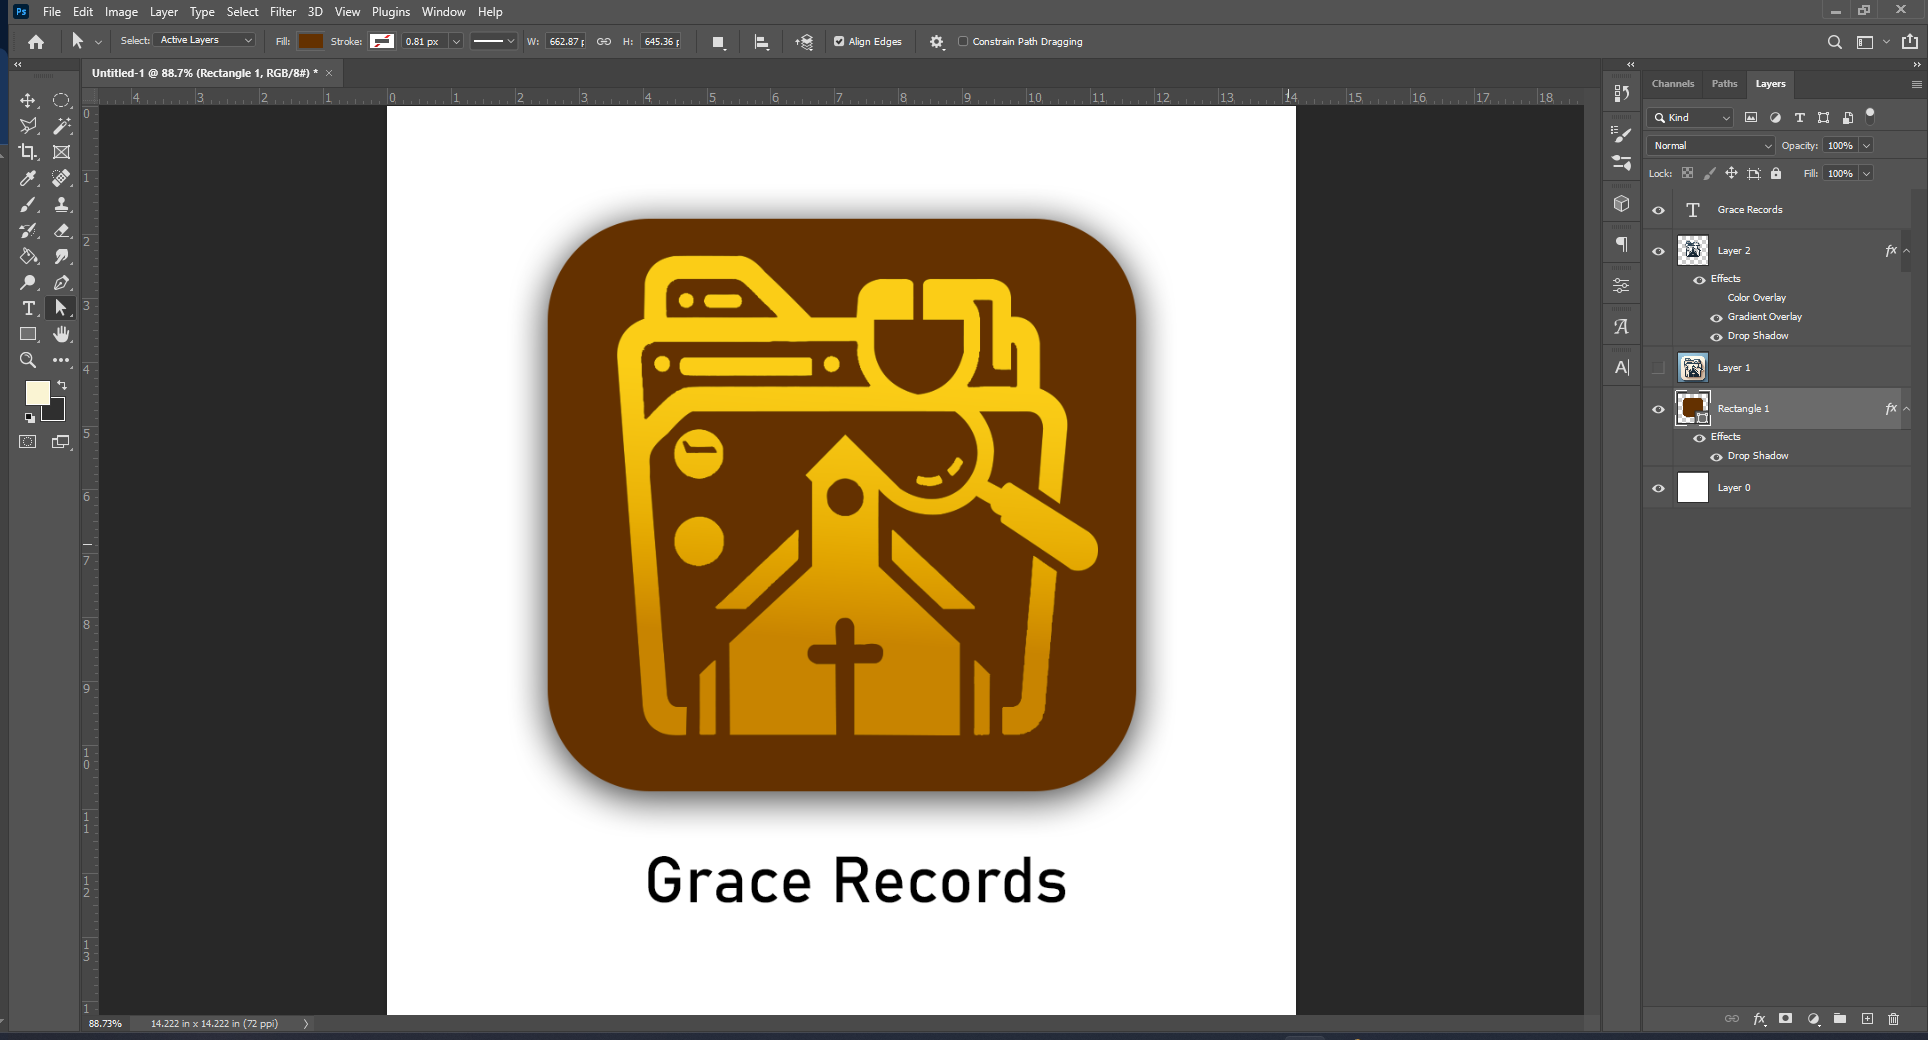 Ps File Edit Image Layer Type Select Filter 3D View Plugins Window Help
Select: Active Layers Fill: Stroke: 0.81 px W: 662.87 H: 645.36 Align Edges Constrain Path Dragging
Untitled-1 @ 88.7% (Rectangle 1, RGB/8#) * ×
4 3 2 1 0 1 2 3 4 5 6 7 8 9 10 11 12 13 14 15 16 17 18
0
1
2
3
4
5
6
7
8
9
10
11
12
13
1
Grace Records
88.73% 14.222 in x 14.222 in (72 ppi)
Channels Paths Layers
Kind
Normal Opacity: 100%
Lock: Fill: 100%
T Grace Records
Layer 2 fx
Effects
Color Overlay
Gradient Overlay
Drop Shadow
Layer 1
Rectangle 1 fx
Effects
Drop Shadow
Layer 0
fx